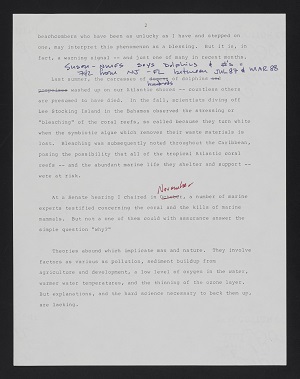 2
beachcombers who have been as unlucky as I have and stepped on
one, may interpret this phenomenon as a blessing. But it is, in
fact, a warning signal -- and just one of many in recent months.
Susan - NMFS says Dolphins
742 from NJ - FL between JUL 87 & MAR 88
Last summer, the carcasses of dozens of dolphins and
hundreds
porpoises washed up on our Atlantic shores -- countless others
are presumed to have died. In the fall, scientists diving off
Lee Stocking Island in the Bahamas observed the stressing or
"bleaching" of the coral reefs, so called because they turn white
when the symbiotic algae which removes their waste materials is
lost. Bleaching was subsequently noted throughout the Caribbean,
posing the possibility that all of the tropical Atlantic coral
reefs -- and the abundant marine life they shelter and support --
were at risk.
November
At a Senate hearing I chaired in October, a number of marine
experts testified concerning the coral and the kills of marine
mammals. But not a one of them could with assurance answer the
simple question "why?"
Theories abound which implicate man and nature. They involve
factors as various as pollution, sediment buildup from
agriculture and development, a low level of oxygen in the water,
warmer water temperatures, and the thinning of the ozone layer.
But explanations, and the hard science necessary to back them up,
are lacking.